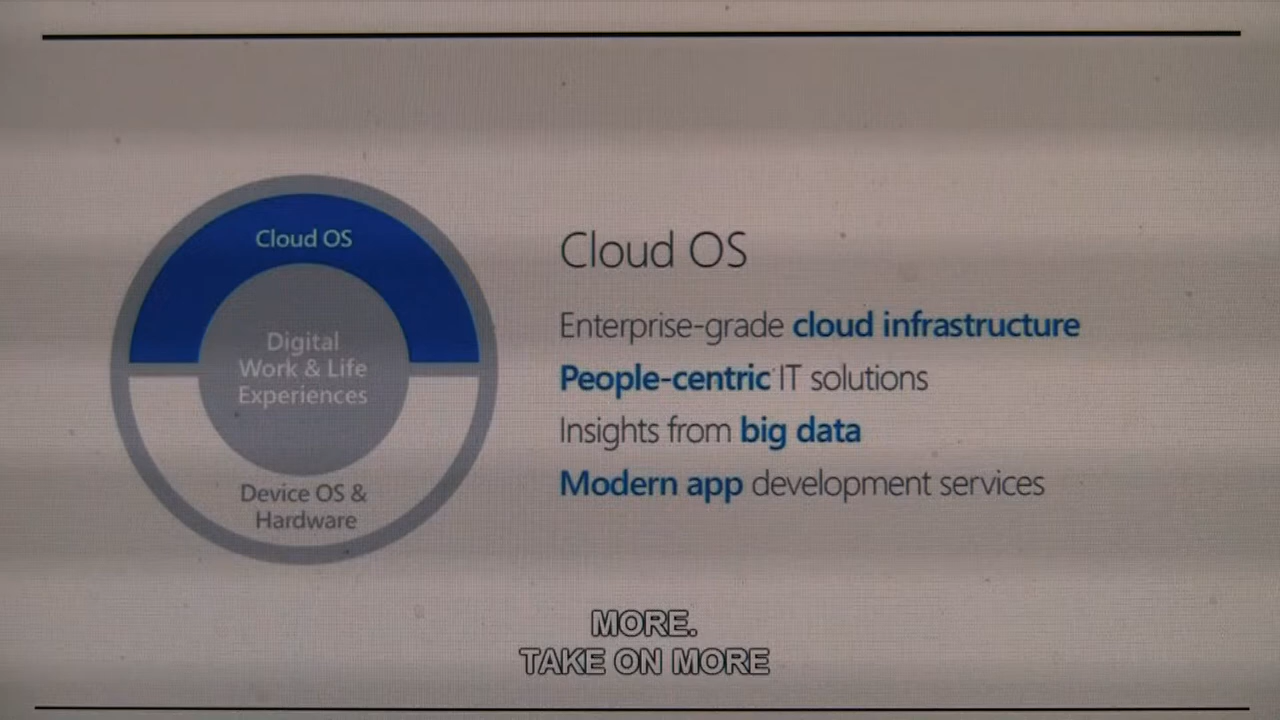 Cloud OS
Digital
Work & Life
Experiences
Device OS &
Hardware
Cloud OS
Enterprise-grade cloud infrastructure
People-centric IT solutions
Insights from big data
Modern app development services
MORE.
TAKE ON MORE